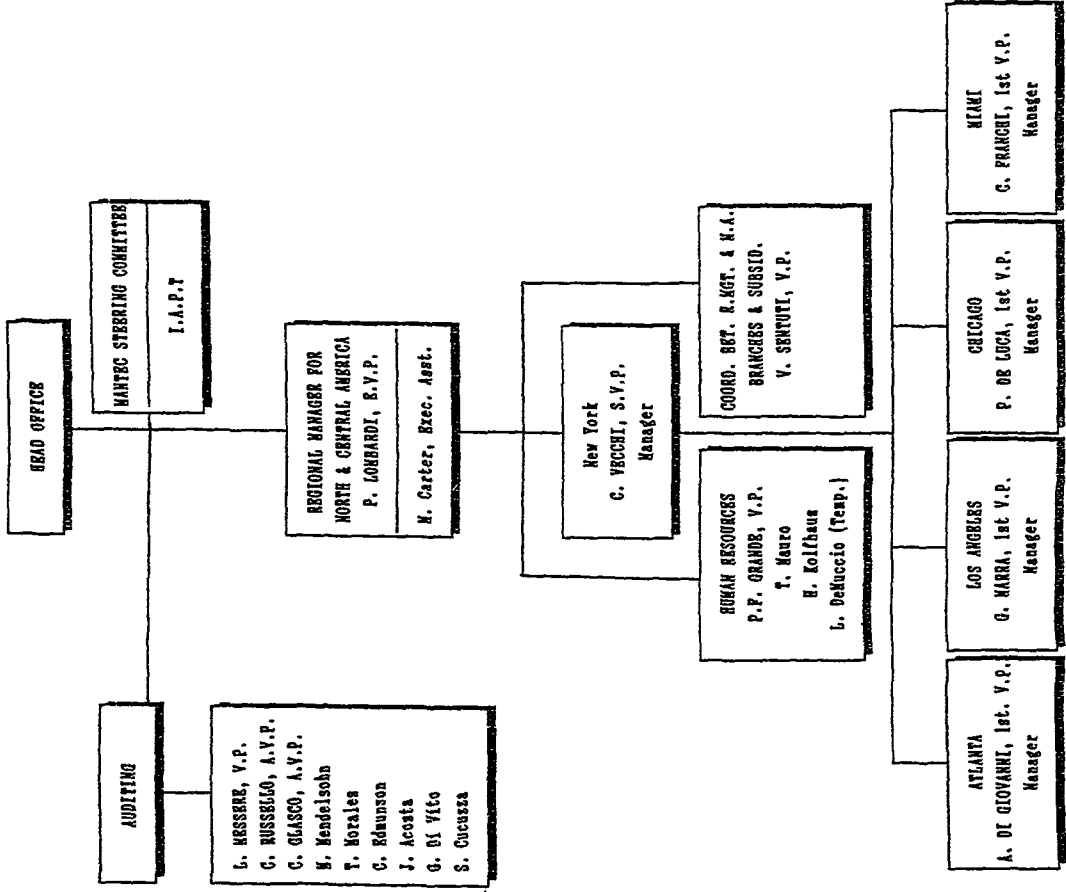 HEAD OFFICE
MANTEC STEERING COMMITTEE
I.A.P.T
AUDITING
L. MESSERE, V.P.
C. RUSSELLO, A.V.P.
C. GLASCO, A.V.P.
M. Mendelsohn
T. Morales
C. Edmunson
J. Acosta
G. Di Vito
S. Cucuzza
REGIONAL MANAGER FOR
NORTH & CENTRAL AMERICA
P. LOMBARDI, E.V.P.
M. Carter, Exec. Asst.
New York
C. VECCHI, S.V.P.
Manager
HUMAN RESOURCES
P.F. GRANDE, V.P.
T. Mauro
H. Kolfhaus
L. DeNuccio (Temp.)
COORD. BET. R.MGT. & N.A.
BRANCHES & SUBSID.
V. SENTUTI, V.P.
ATLANTA
A. DI GIOVANNI, 1st. V.P.
Manager
LOS ANGELES
G. MARRA, 1st V.P.
Manager
CHICAGO
P. DE LUCA, 1st V.P.
Manager
MIAMI
C. FRANCHI, 1st V.P.
Manager